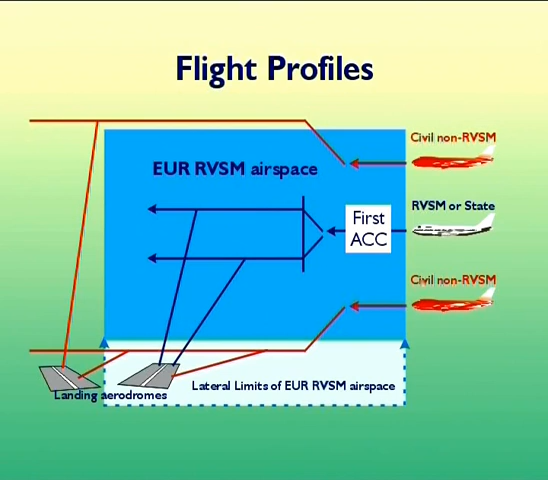 Flight Profiles
Civil non-RVSM
EUR RVSM airspace
RVSM or State
First
ACC
Civil non-RVSM
Lateral Limits of EUR RVSM airspace
Landing aerodromes